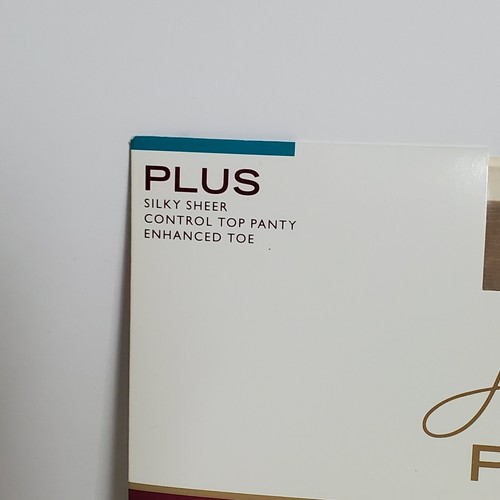 PLUS
SILKY SHEER
CONTROL TOP PANTY
ENHANCED TOE